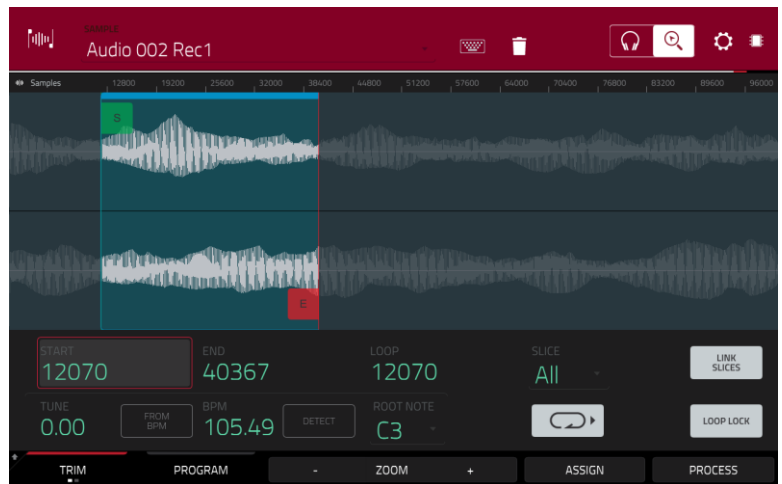 SAMPLE
Audio 002 Rec1
Samples 12800 19200 25600 32000 38400 44800 51200 57600 64000 70400 76800 83200 89600 96000
S
E
START END LOOP SLICE
12070 40367 12070 All
LINK SLICES
TUNE BPM ROOT NOTE
0.00 FROM BPM 105.49 DETECT C3 LOOP LOCK
TRIM PROGRAM - ZOOM + ASSIGN PROCESS